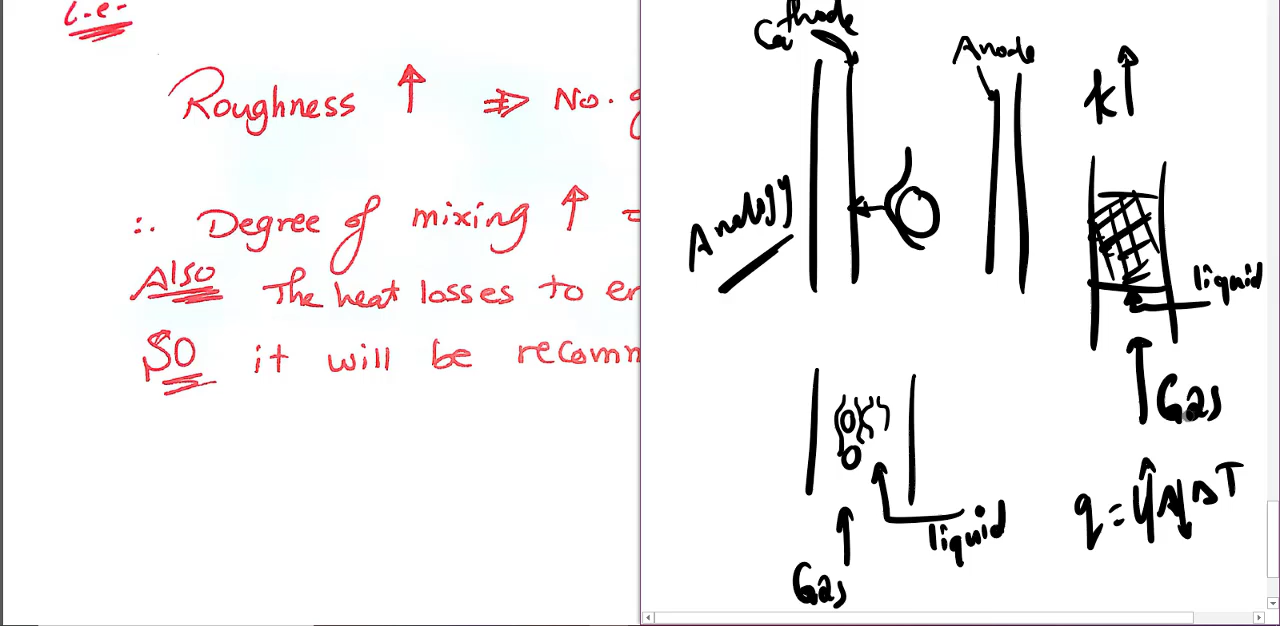 i.e.
Roughness ↑ ⇒ No.
∴ Degree of mixing ↑ =
Also The heat losses to en
So it will be recomm
Cathode
Anode
k↑
Analogy
liquid
Gas
liquid
Gas
q = U A ΔT